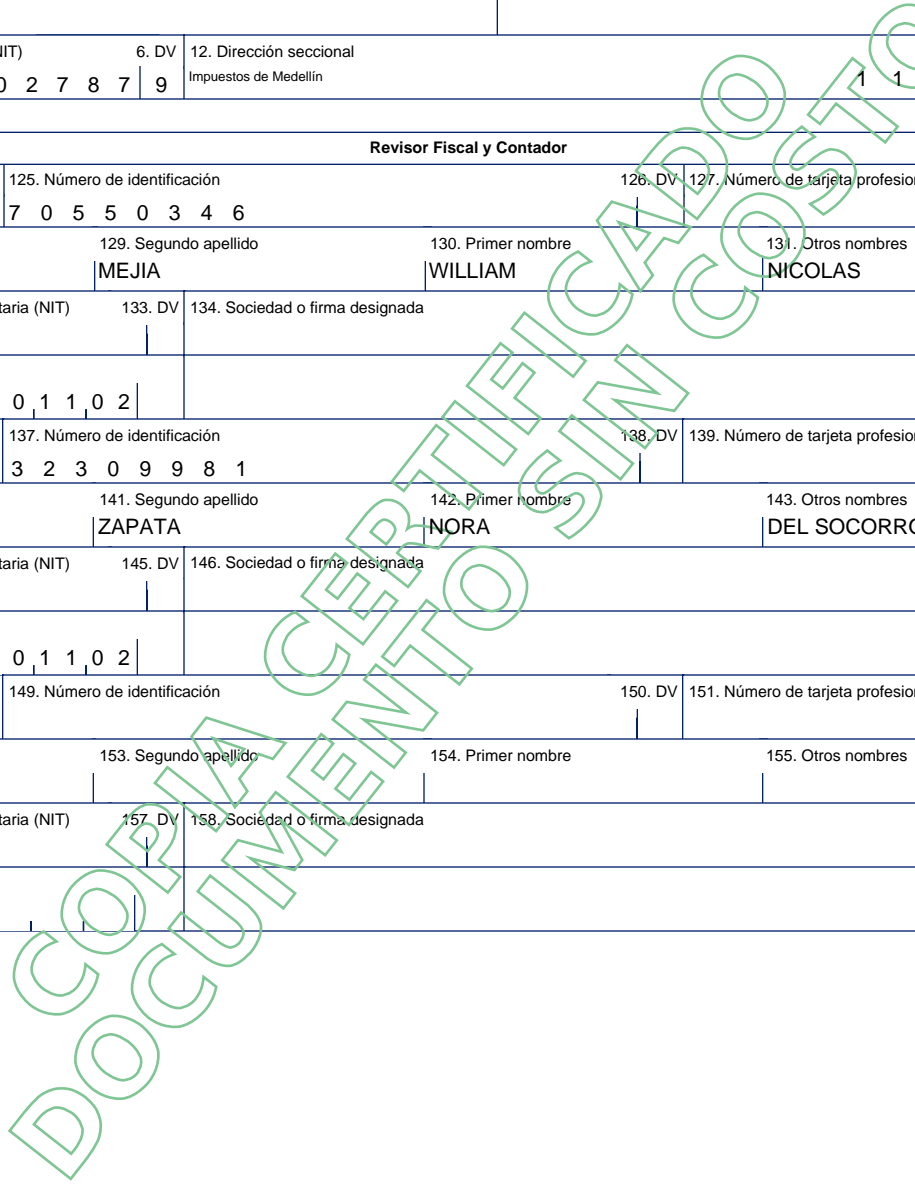 NIT) 6. DV 12. Dirección seccional
0 2 7 8 7 9 Impuestos de Medellín 1 1
Revisor Fiscal y Contador
125. Número de identificación 126. DV 127. Número de tarjeta profesion
7 0 5 5 0 3 4 6
129. Segundo apellido 130. Primer nombre 131. Otros nombres
MEJIA WILLIAM NICOLAS
taria (NIT) 133. DV 134. Sociedad o firma designada
0 1 1 0 2
137. Número de identificación 138. DV 139. Número de tarjeta profesion
3 2 3 0 9 9 8 1
141. Segundo apellido 142. Primer nombre 143. Otros nombres
ZAPATA NORA DEL SOCORRO
taria (NIT) 145. DV 146. Sociedad o firma designada
0 1 1 0 2
149. Número de identificación 150. DV 151. Número de tarjeta profesion
153. Segundo apellido 154. Primer nombre 155. Otros nombres
taria (NIT) 157. DV 158. Sociedad o firma designada
COPIA CERTIFICADO
DOCUMENTO SIN COSTO